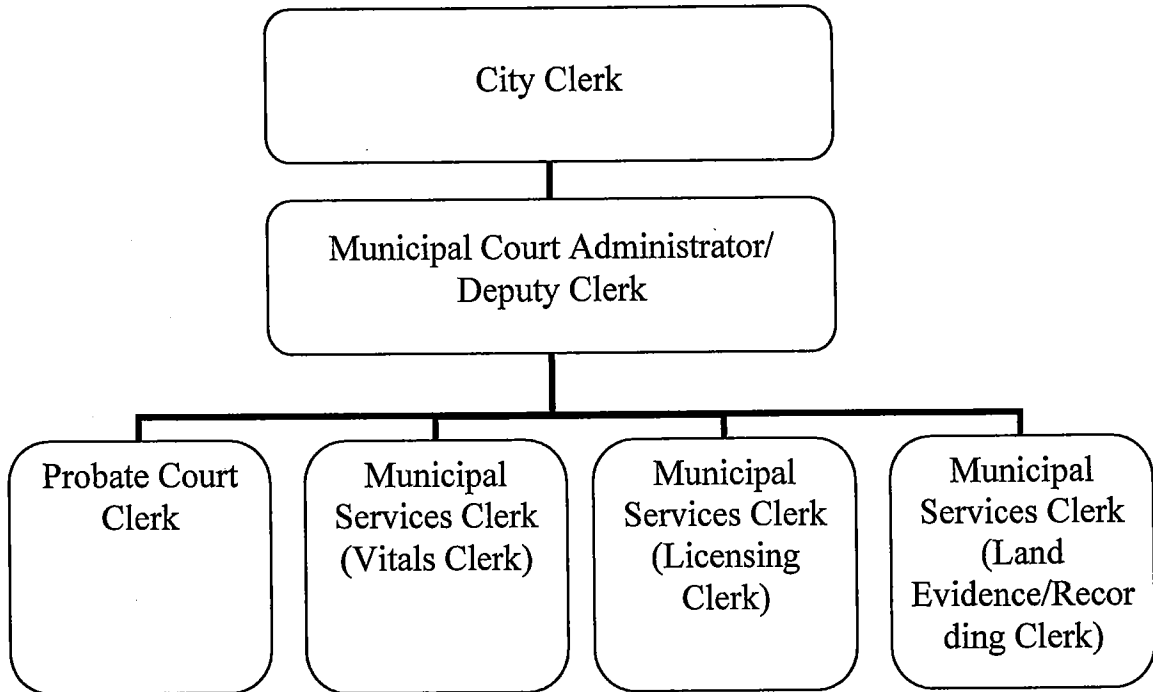 City Clerk
Municipal Court Administrator/
Deputy Clerk
Probate Court
Clerk
Municipal
Services Clerk
(Vitals Clerk)
Municipal
Services Clerk
(Licensing
Clerk)
Municipal
Services Clerk
(Land
Evidence/Recor
ding Clerk)